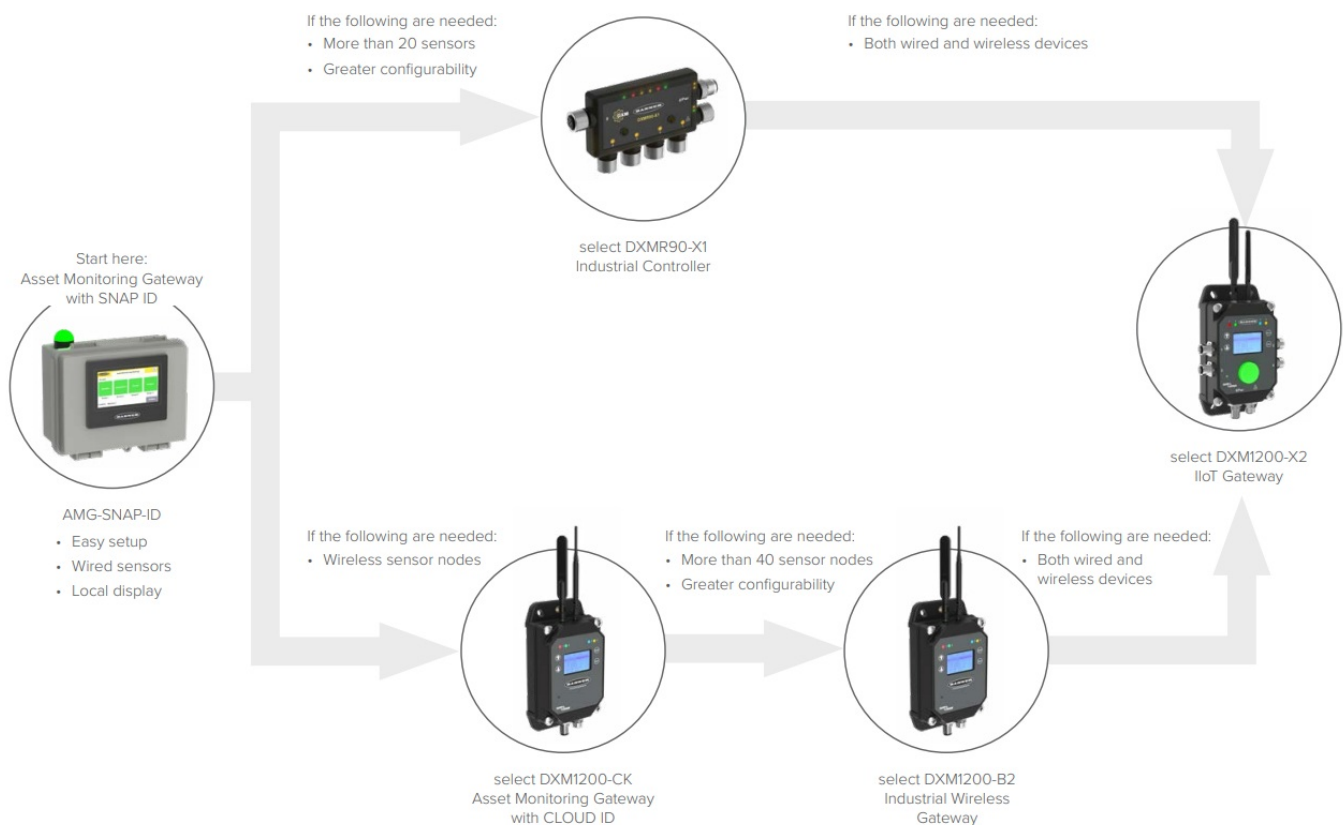 If the following are needed:
• More than 20 sensors
• Greater configurability
If the following are needed:
• Both wired and wireless devices
select DXMR90-X1
Industrial Controller
Start here:
Asset Monitoring Gateway
with SNAP ID
AMG-SNAP-ID
• Easy setup
• Wired sensors
• Local display
select DXM1200-X2
IIoT Gateway
If the following are needed:
• Wireless sensor nodes
If the following are needed:
• More than 40 sensor nodes
• Greater configurability
If the following are needed:
• Both wired and
wireless devices
select DXM1200-CK
Asset Monitoring Gateway
with CLOUD ID
select DXM1200-B2
Industrial Wireless
Gateway